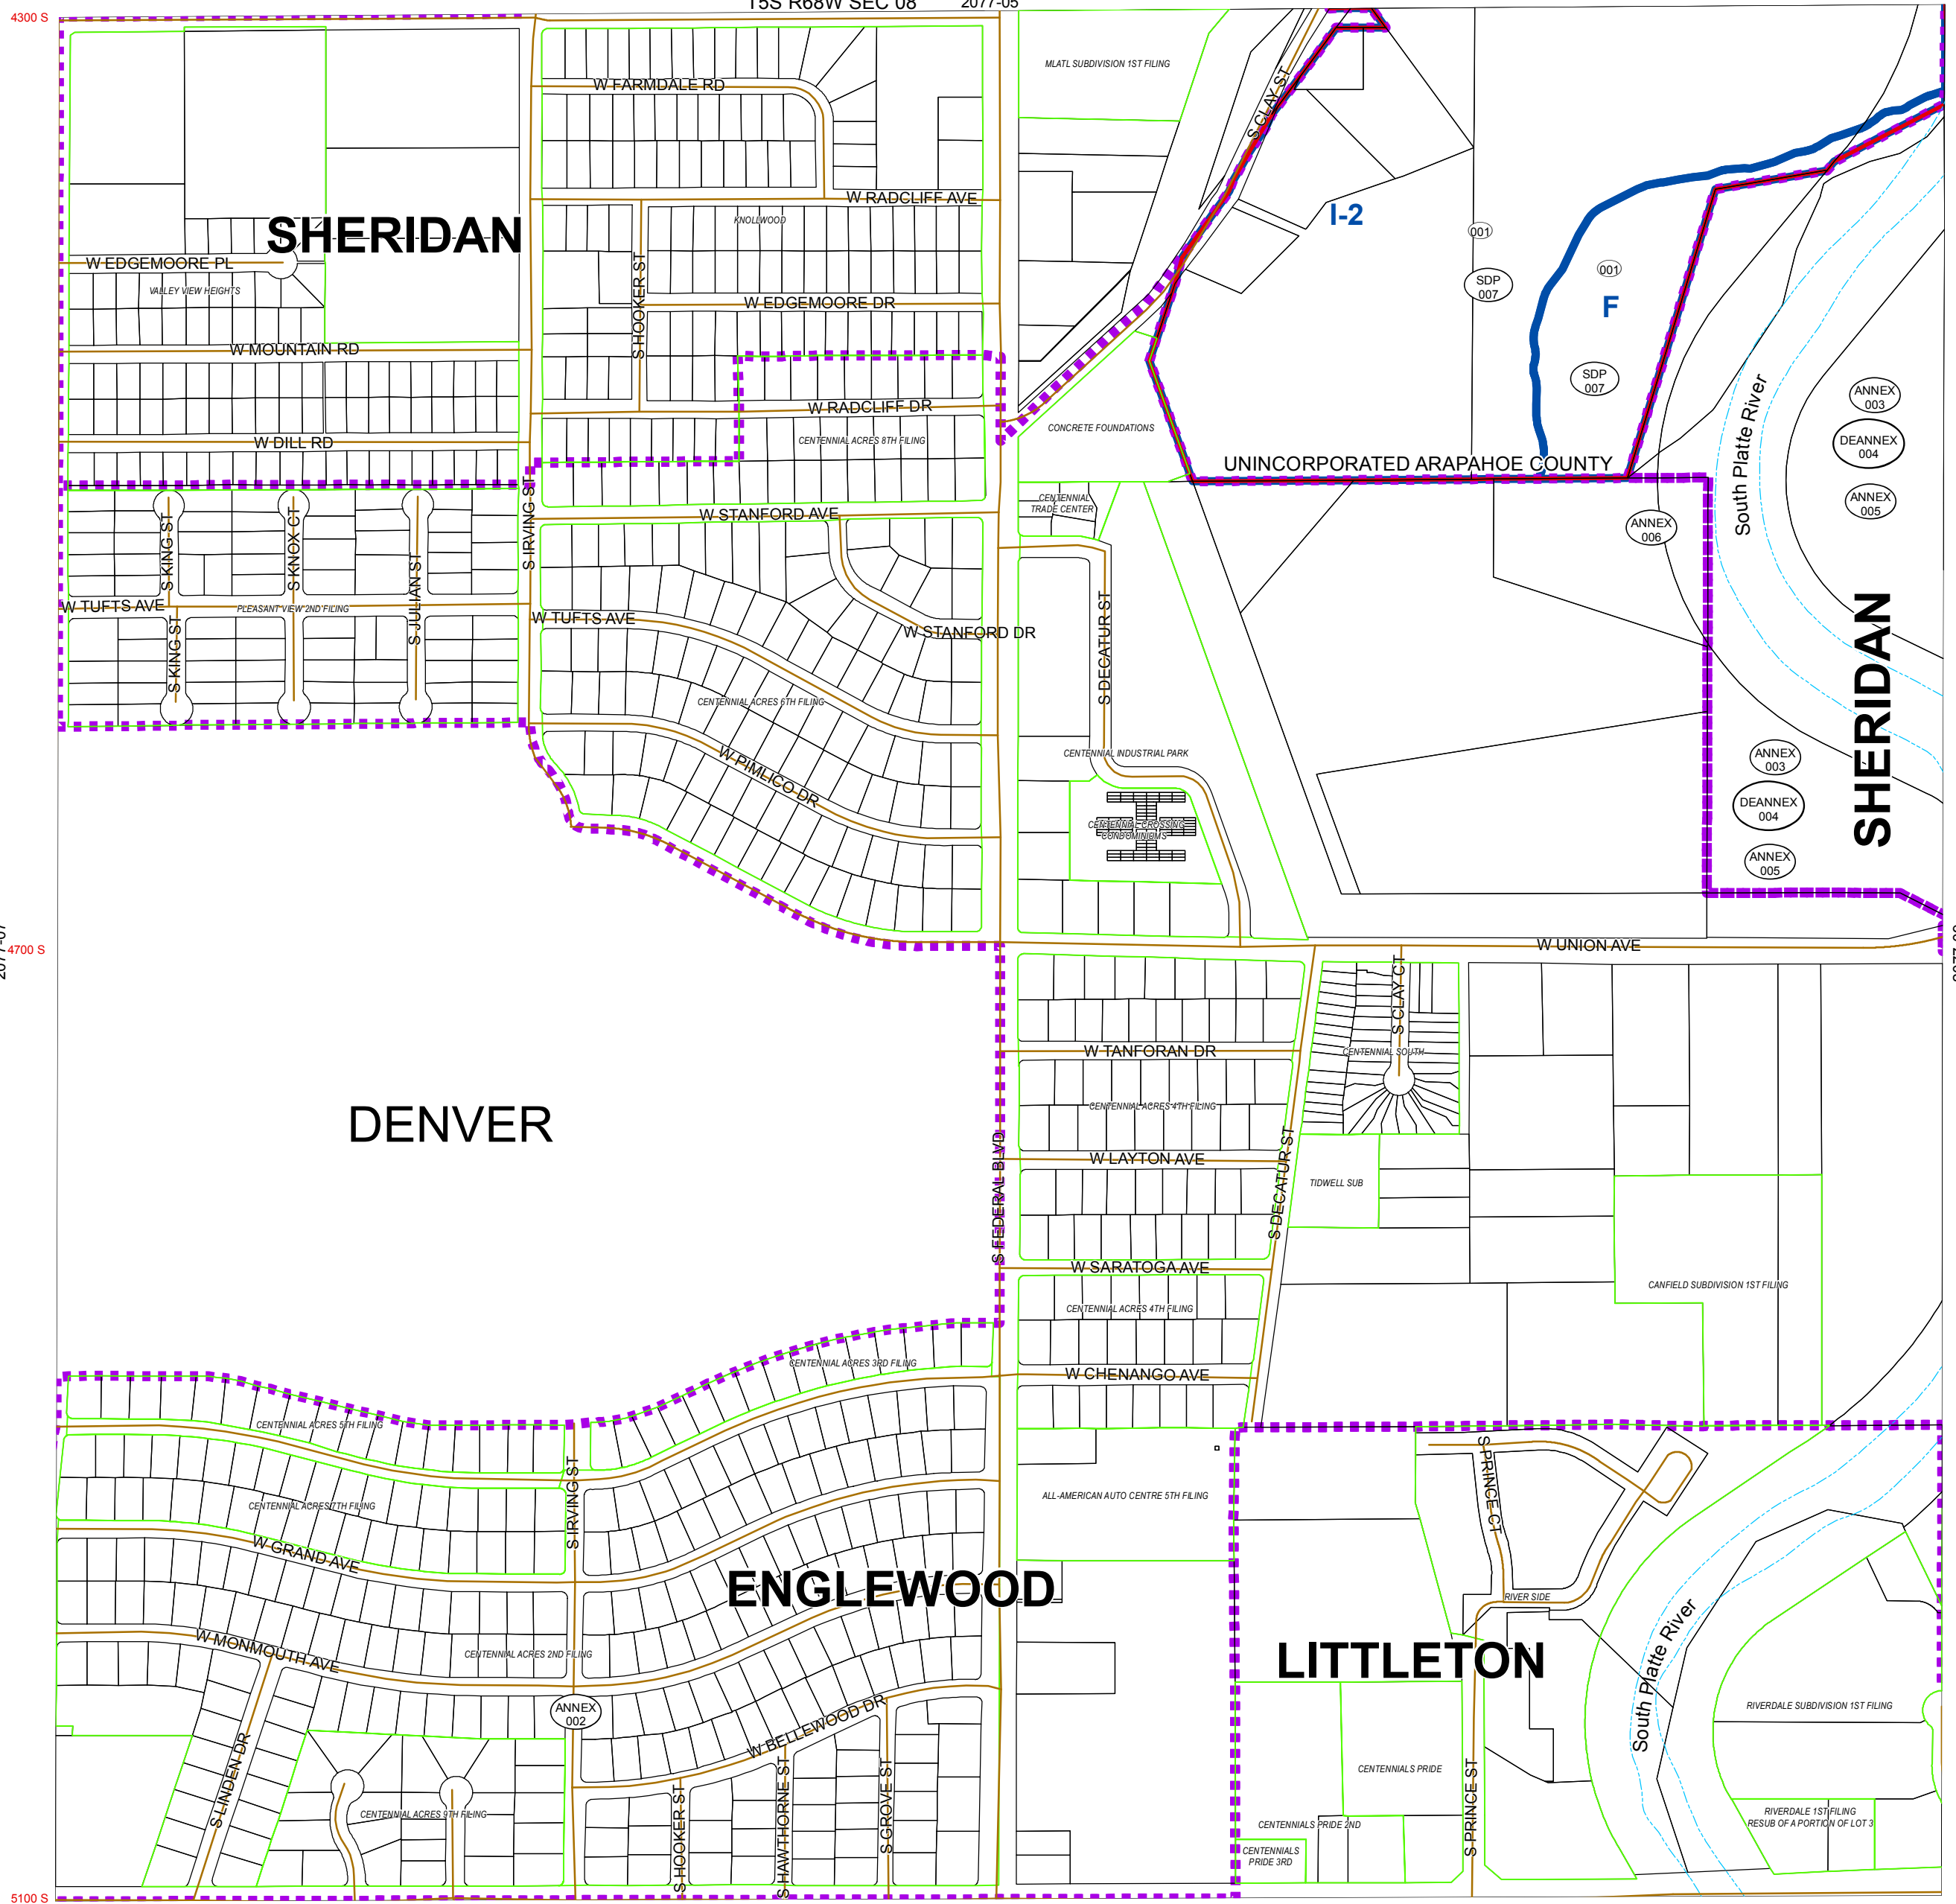 T5S R68W SEC 08
2077-05
4300 S
MLATL SUBDIVISION 1ST FILING
W FARMDALE RD
S CLAY ST
W RADCLIFF AVE
KNOLLWOOD
I-2
001
SHERIDAN
W EDGEMOORE PL
VALLEY VIEW HEIGHTS
S HOOKER ST
W EDGEMOORE DR
001
SDP
007
F
W MOUNTAIN RD
SDP
007
South Platte River
ANNEX
003
W RADCLIFF DR
CONCRETE FOUNDATIONS
W DILL RD
CENTENNIAL ACRES 8TH FILING
DEANNEX
004
UNINCORPORATED ARAPAHOE COUNTY
CENTENNIAL
TRADE CENTER
ANNEX
005
S IRVING ST
W STANFORD AVE
ANNEX
006
S KING ST
S KNOX CT
S JULIAN ST
W TUFTS AVE
PLEASANT VIEW 2ND FILING
W TUFTS AVE
W STANFORD DR
S KING ST
S DECATUR ST
SHERIDAN
CENTENNIAL ACRES 6TH FILING
CENTENNIAL INDUSTRIAL PARK
W PIMLICO DR
ANNEX
003
DEANNEX
004
CENTENNIAL CROSSING
CONDOMINIUMS
ANNEX
005
4700 S
W UNION AVE
S CLAY CT
W TANFORAN DR
CENTENNIAL SOUTH
DENVER
CENTENNIAL ACRES 4TH FILING
S FEDERAL BLVD
W LAYTON AVE
S DECATUR ST
TIDWELL SUB
W SARATOGA AVE
CANFIELD SUBDIVISION 1ST FILING
CENTENNIAL ACRES 4TH FILING
CENTENNIAL ACRES 3RD FILING
W CHENANGO AVE
CENTENNIAL ACRES 5TH FILING
S IRVING ST
S PRINCE CT
ALL-AMERICAN AUTO CENTRE 5TH FILING
CENTENNIAL ACRES 7TH FILING
W GRAND AVE
ENGLEWOOD
RIVER SIDE
W MONMOUTH AVE
CENTENNIAL ACRES 2ND FILING
LITTLETON
South Platte River
ANNEX
002
RIVERDALE SUBDIVISION 1ST FILING
W BELLEWOOD DR
S LINDEN DR
CENTENNIALS PRIDE
S HOOKER ST
S HAWTHORNE ST
S GROVE ST
S PRINCE ST
CENTENNIAL ACRES 9TH FILING
RIVERDALE 1ST FILING
RESUB OF A PORTION OF LOT 3
CENTENNIALS PRIDE 2ND
CENTENNIALS
PRIDE 3RD
5100 S